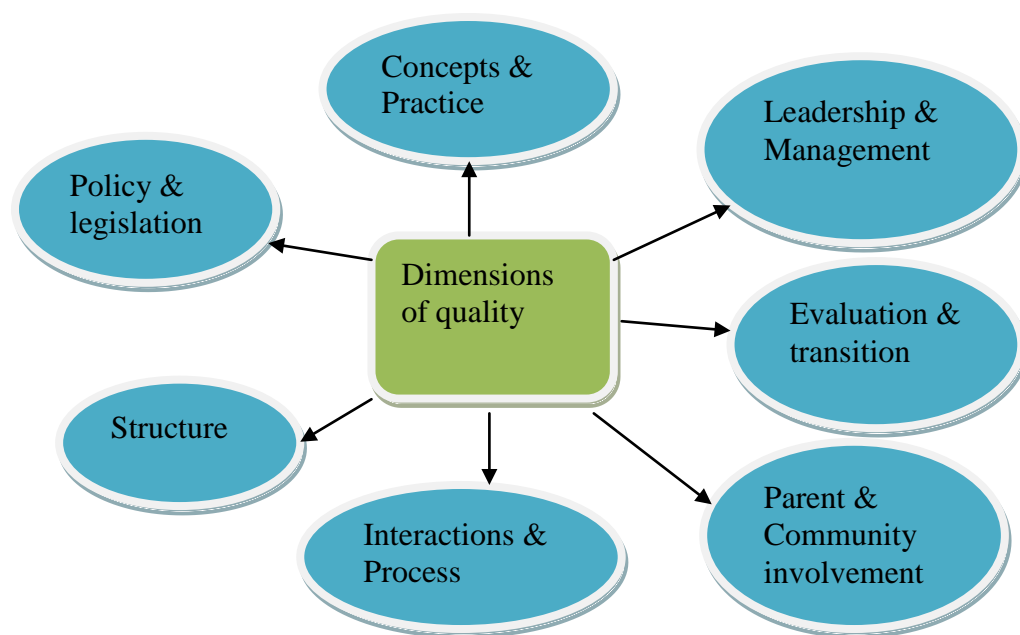 Concepts &
Practice
Leadership &
Management
Policy &
legislation
Dimensions
of quality
Evaluation &
transition
Structure
Interactions &
Process
Parent &
Community
involvement